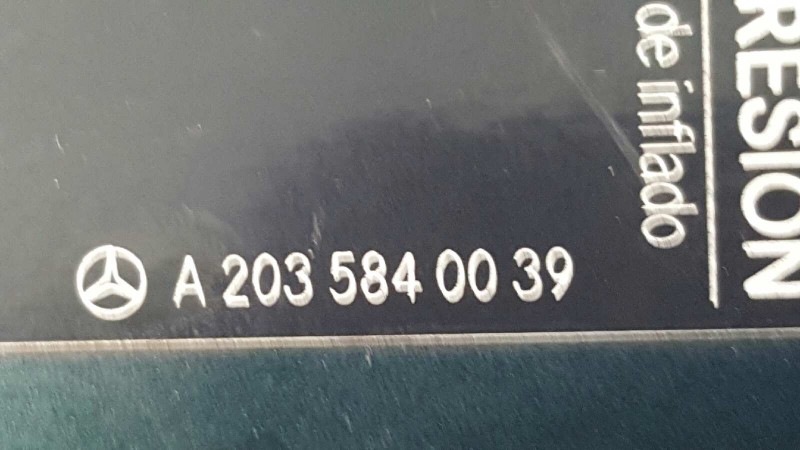 A 203 584 00 39
de inflado
RESION